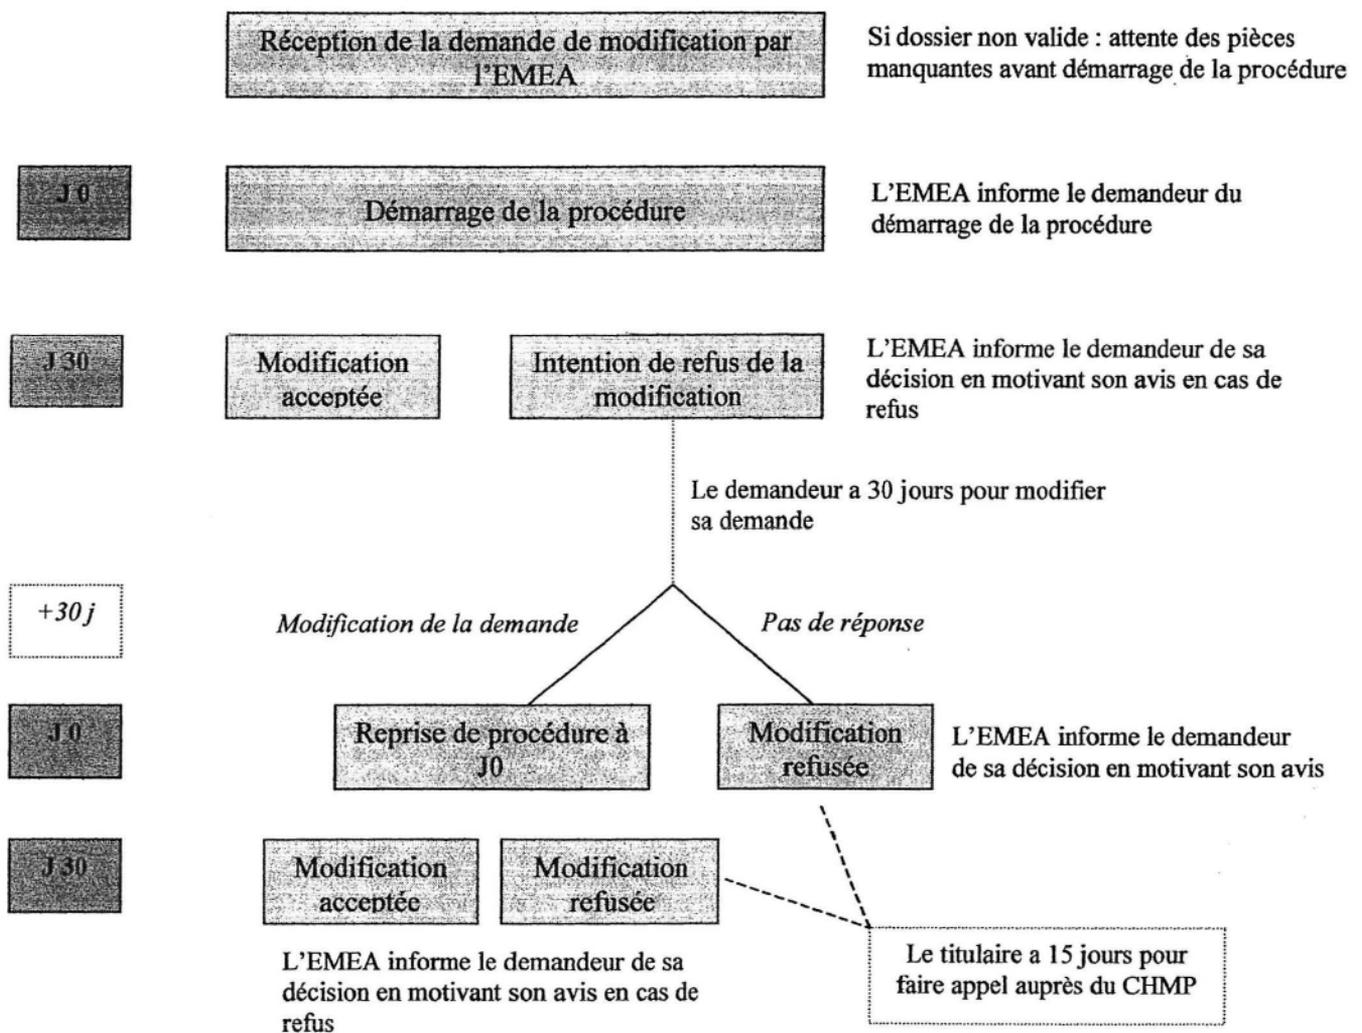 Réception de la demande de modification par
l'EMEA
Si dossier non valide : attente des pièces
manquantes avant démarrage de la procédure
J 0
Démarrage de la procédure
L'EMEA informe le demandeur du
démarrage de la procédure
J 30
Modification
acceptée
Intention de refus de la
modification
L'EMEA informe le demandeur de sa
décision en motivant son avis en cas de
refus
Le demandeur a 30 jours pour modifier
sa demande
+30 j
Modification de la demande
Pas de réponse
J 0
Reprise de procédure à
J0
Modification
refusée
L'EMEA informe le demandeur
de sa décision en motivant son avis
J 30
Modification
acceptée
Modification
refusée
L'EMEA informe le demandeur de sa
décision en motivant son avis en cas de
refus
Le titulaire a 15 jours pour
faire appel auprès du CHMP